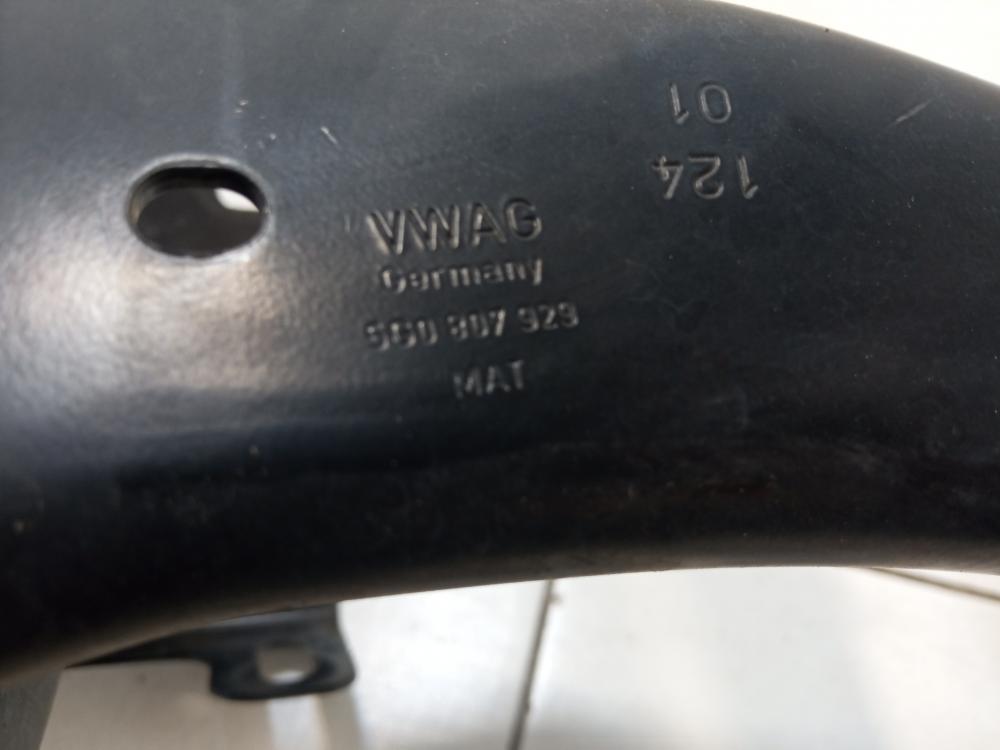 01
124
VWAG
Germany
5G0 807 929
MAT